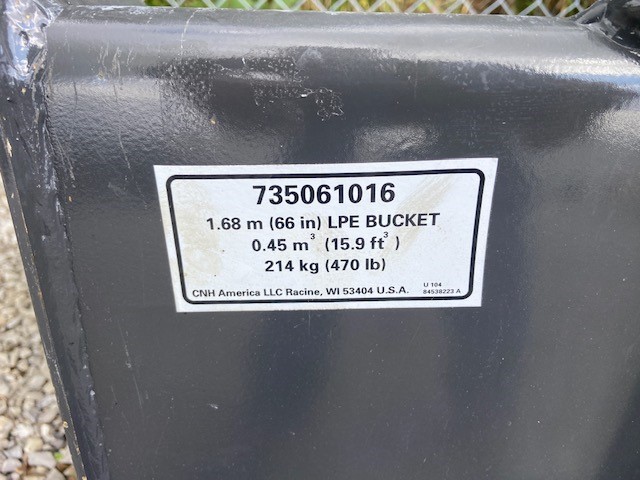 735061016
1.68 m (66 in) LPE BUCKET
0.45 m³ (15.9 ft³ )
214 kg (470 lb)
CNH America LLC Racine, WI 53404 U.S.A.
U 104
84538223 A